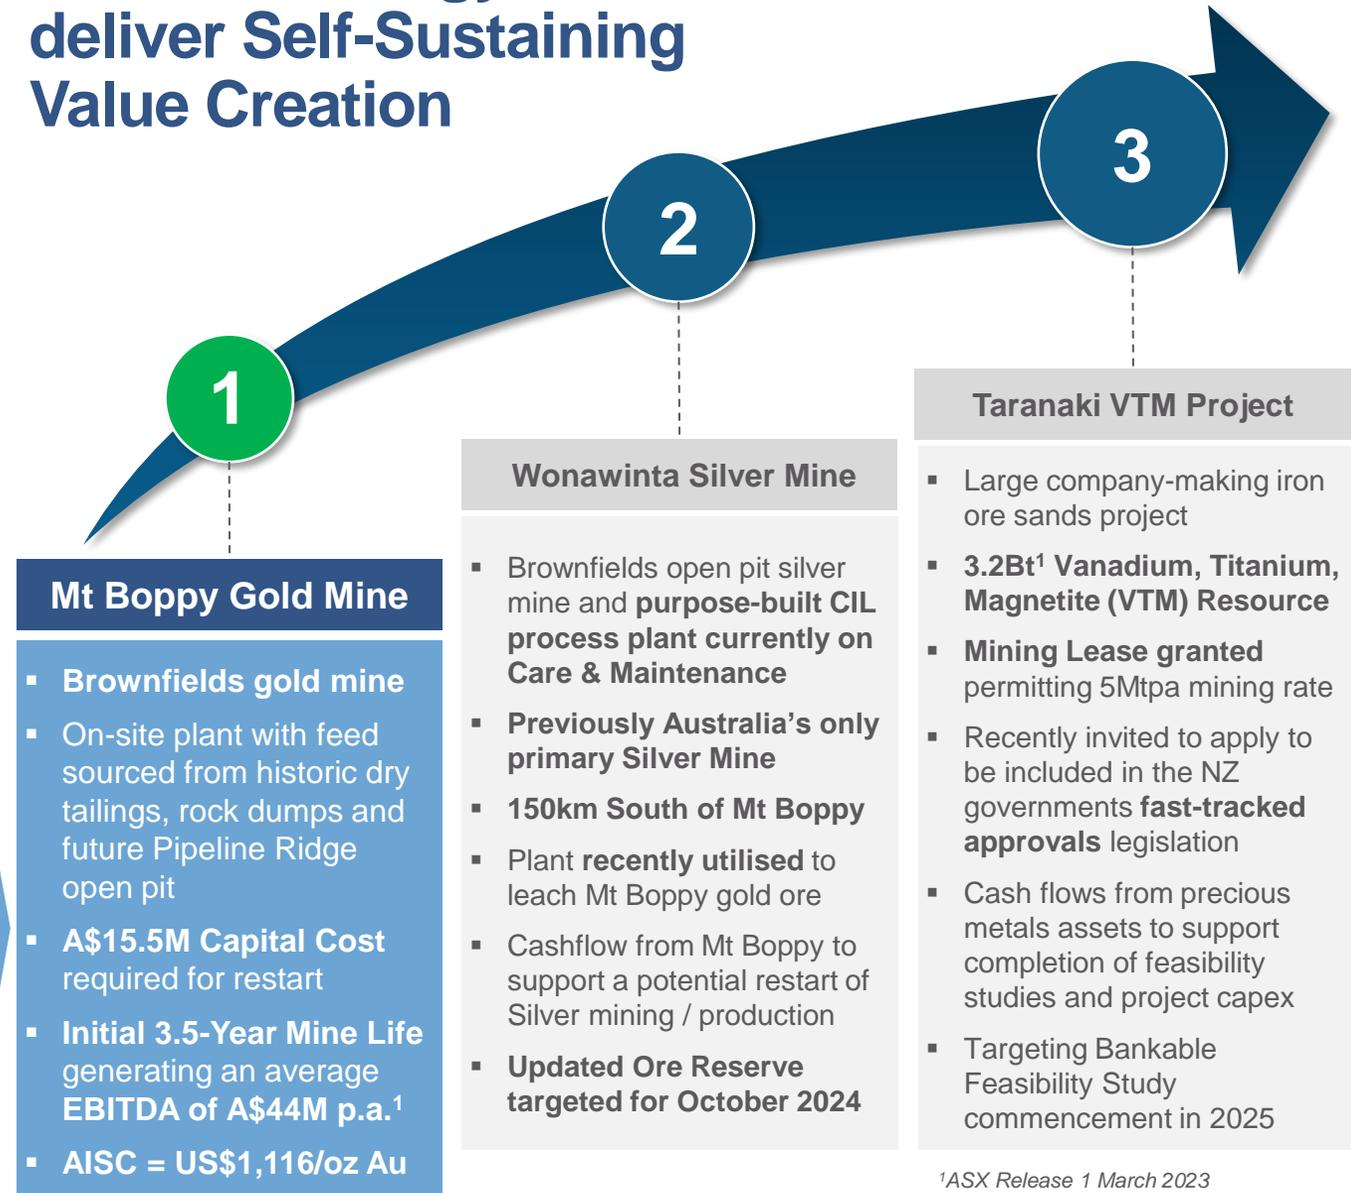 deliver Self-Sustaining
Value Creation
1
2
3
Mt Boppy Gold Mine
▪ Brownfields gold mine
▪ On-site plant with feed
sourced from historic dry
tailings, rock dumps and
future Pipeline Ridge
open pit
▪ A$15.5M Capital Cost
required for restart
▪ Initial 3.5-Year Mine Life
generating an average
EBITDA of A$44M p.a.¹
▪ AISC = US$1,116/oz Au
Wonawinta Silver Mine
▪ Brownfields open pit silver
mine and purpose-built CIL
process plant currently on
Care & Maintenance
▪ Previously Australia's only
primary Silver Mine
▪ 150km South of Mt Boppy
▪ Plant recently utilised to
leach Mt Boppy gold ore
▪ Cashflow from Mt Boppy to
support a potential restart of
Silver mining / production
▪ Updated Ore Reserve
targeted for October 2024
Taranaki VTM Project
▪ Large company-making iron
ore sands project
▪ 3.2Bt¹ Vanadium, Titanium,
Magnetite (VTM) Resource
▪ Mining Lease granted
permitting 5Mtpa mining rate
▪ Recently invited to apply to
be included in the NZ
governments fast-tracked
approvals legislation
▪ Cash flows from precious
metals assets to support
completion of feasibility
studies and project capex
▪ Targeting Bankable
Feasibility Study
commencement in 2025
¹ASX Release 1 March 2023